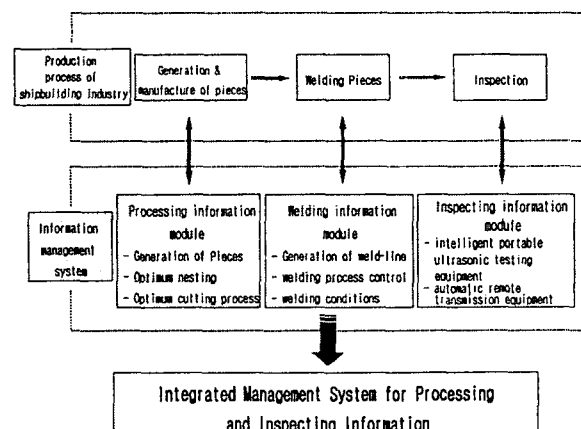 Production
process of
shipbuilding industry
Generation &
manufacture of pieces
Welding Pieces
Inspection
Information
management
system
Processing information
module
- Generation of Pieces
- Optimum nesting
- Optimum cutting process
Welding information
module
- Generation of weld-line
- welding process control
- welding conditions
Inspecting information
module
- intelligent portable
ultrasonic testing
equipment
- automatic remote
transmission equipment
Integrated Management System for Processing
and Inspecting Information